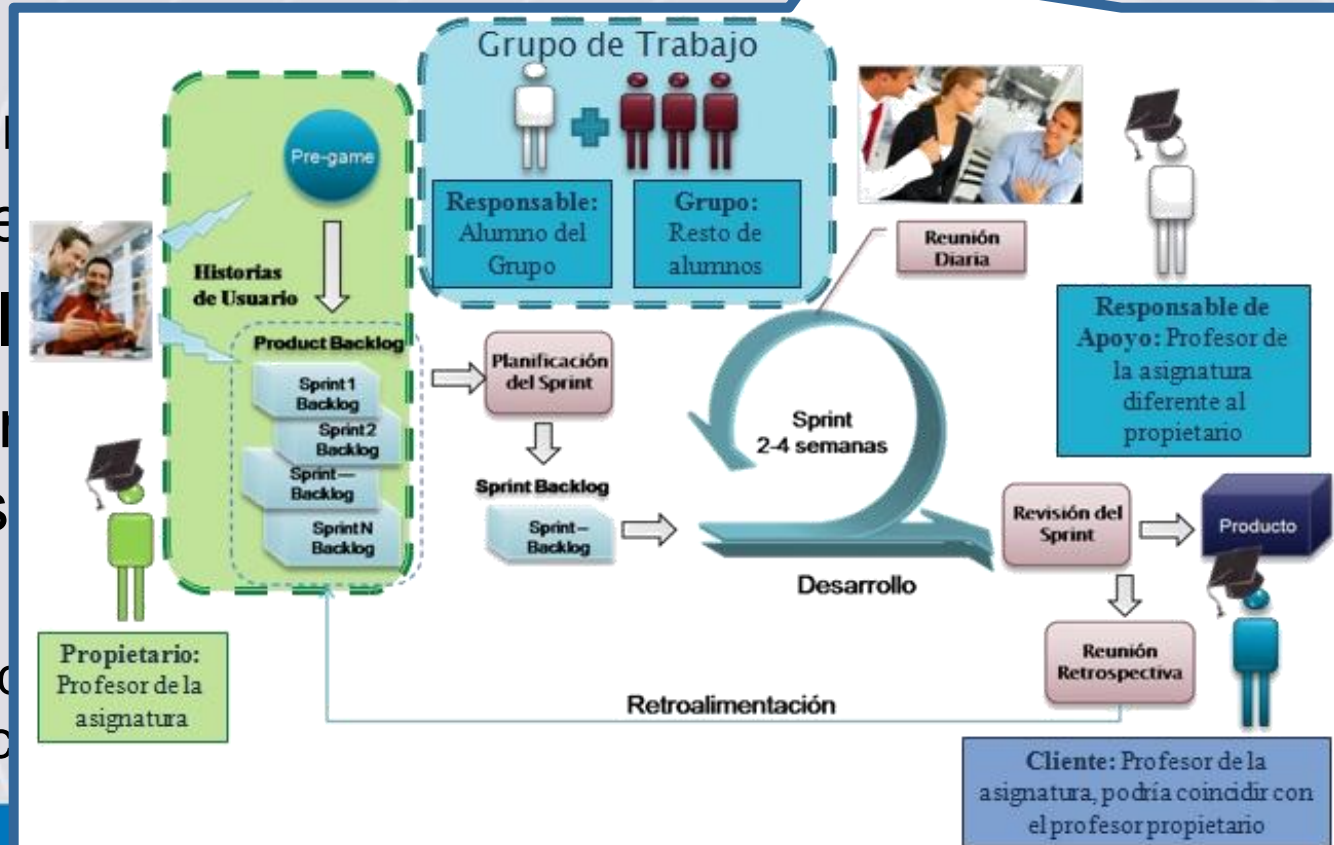 Grupo de Trabajo
Pre-game
Responsable:
Alumno del
Grupo
Grupo:
Resto de
alumnos
Reunión
Diaria
Historias
de Usuario
Product Backlog
Sprint 1
Backlog
Sprint 2
Backlog
Sprint—
Backlog
Sprint N
Backlog
Planificación
del Sprint
Sprint Backlog
Sprint–
Backlog
Sprint
2-4 semanas
Desarrollo
Responsable de
Apoyo: Profesor de
la asignatura
diferente al
propietario
Revisión del
Sprint
Producto
Reunión
Retrospectiva
Propietario:
Profesor de la
asignatura
Retroalimentación
Cliente: Profesor de la
asignatura, podría coincidir con
el profesor propietario